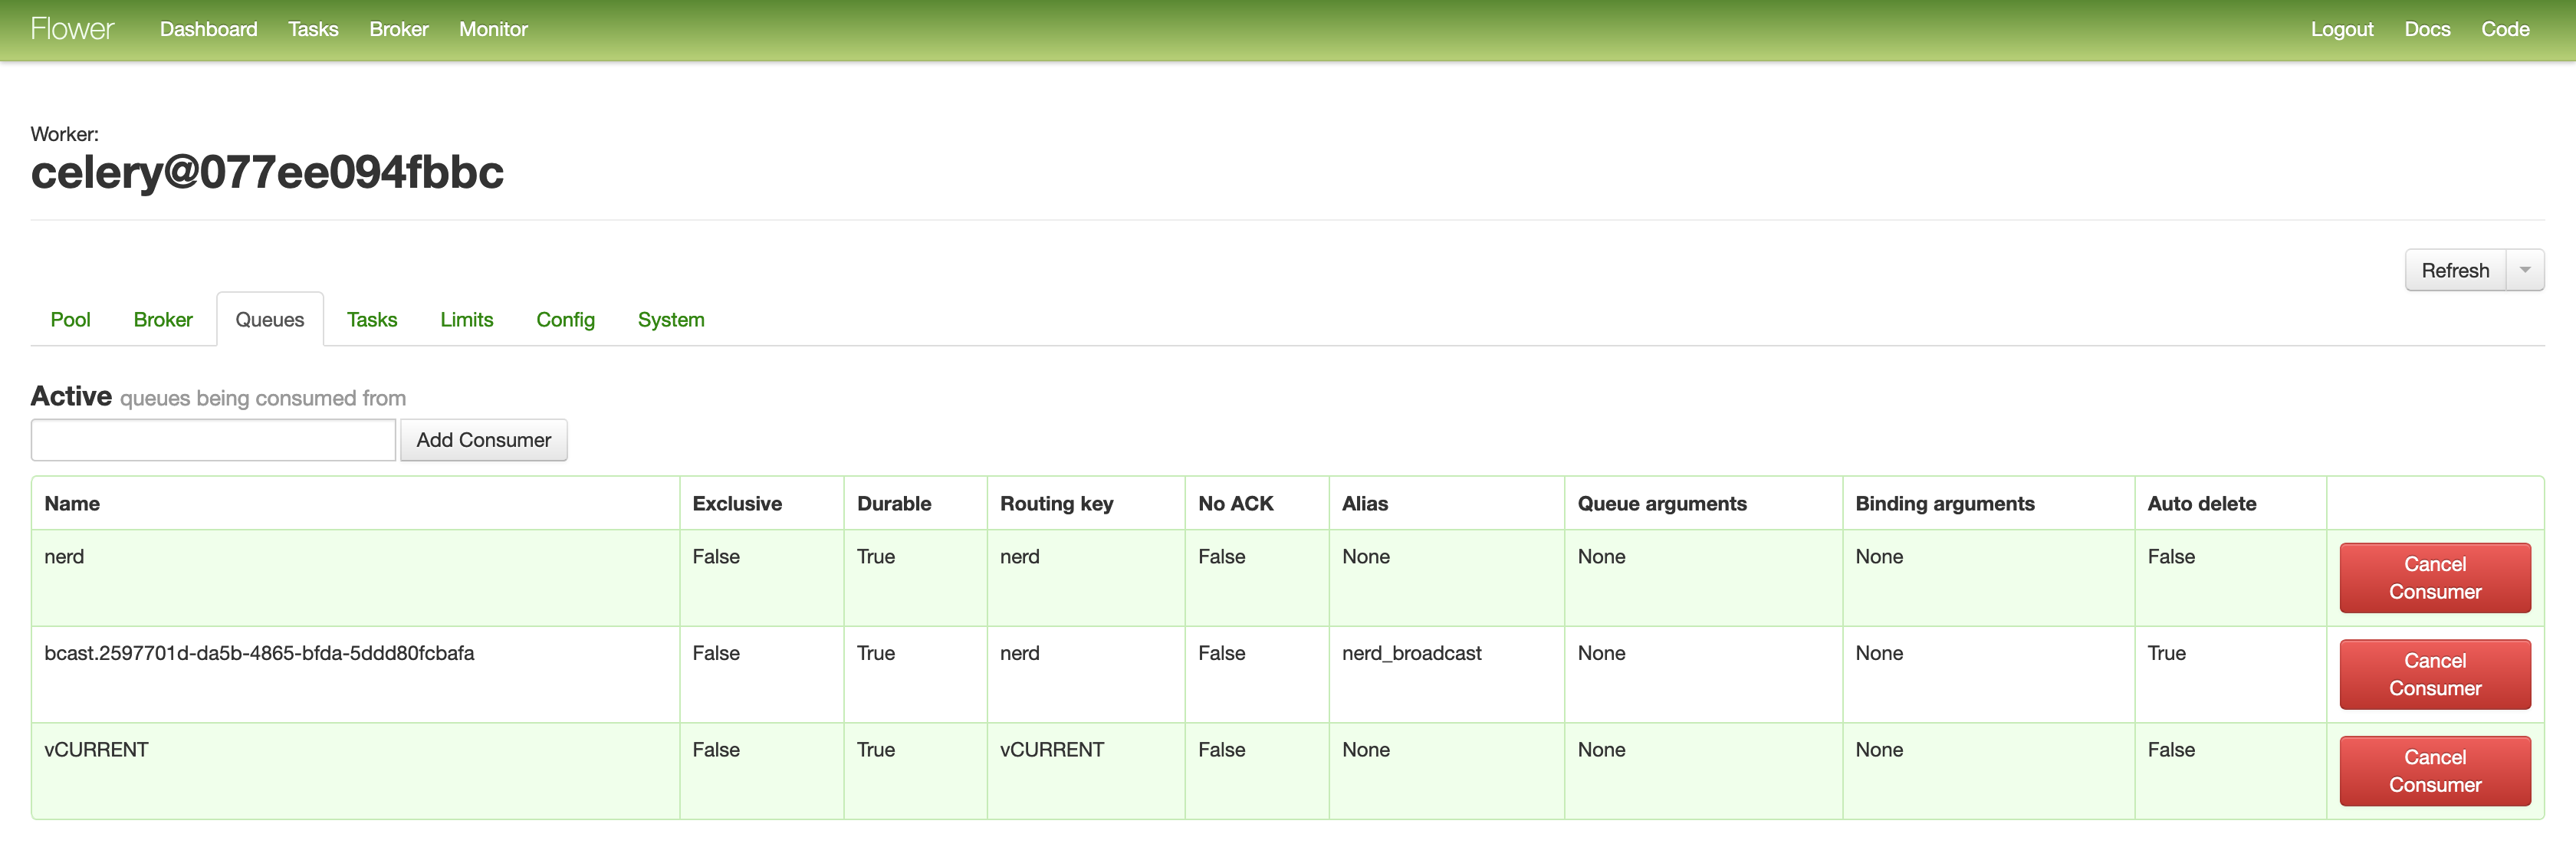 Flower Dashboard Tasks Broker Monitor Logout Docs Code
Worker:
celery@077ee094fbbc
Refresh
Pool Broker Queues Tasks Limits Config System
Active queues being consumed from
Add Consumer
Name Exclusive Durable Routing key No ACK Alias Queue arguments Binding arguments Auto delete
nerd False True nerd False None None None False Cancel Consumer
bcast.2597701d-da5b-4865-bfda-5ddd80fcbafa False True nerd False nerd_broadcast None None True Cancel Consumer
vCURRENT False True vCURRENT False None None None False Cancel Consumer